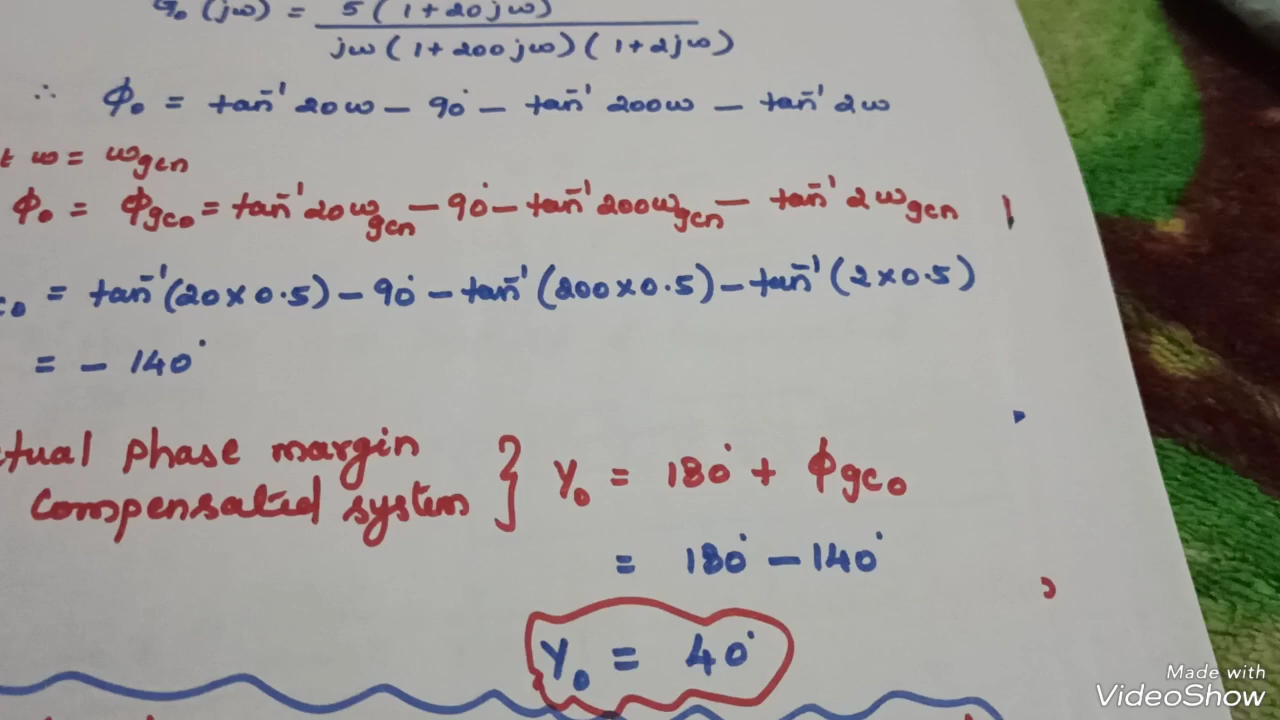 G₀(jω) = 5(1+20jω)
jω(1+200jω)(1+2jω)
∴ ϕ₀ = tan⁻¹20ω – 90° – tan⁻¹200ω – tan⁻¹2ω
t ω = ωgcn
ϕ₀ = ϕgc₀ = tan⁻¹20ωgcn – 90° – tan⁻¹200ωgcn – tan⁻¹2ωgcn
c₀ = tan⁻¹(20×0.5) – 90° – tan⁻¹(200×0.5) – tan⁻¹(2×0.5)
= – 140°
ctual phase margin
compensated system } γ₀ = 180° + ϕgc₀
= 180° – 140°
γ₀ = 40°
Made with
VideoShow